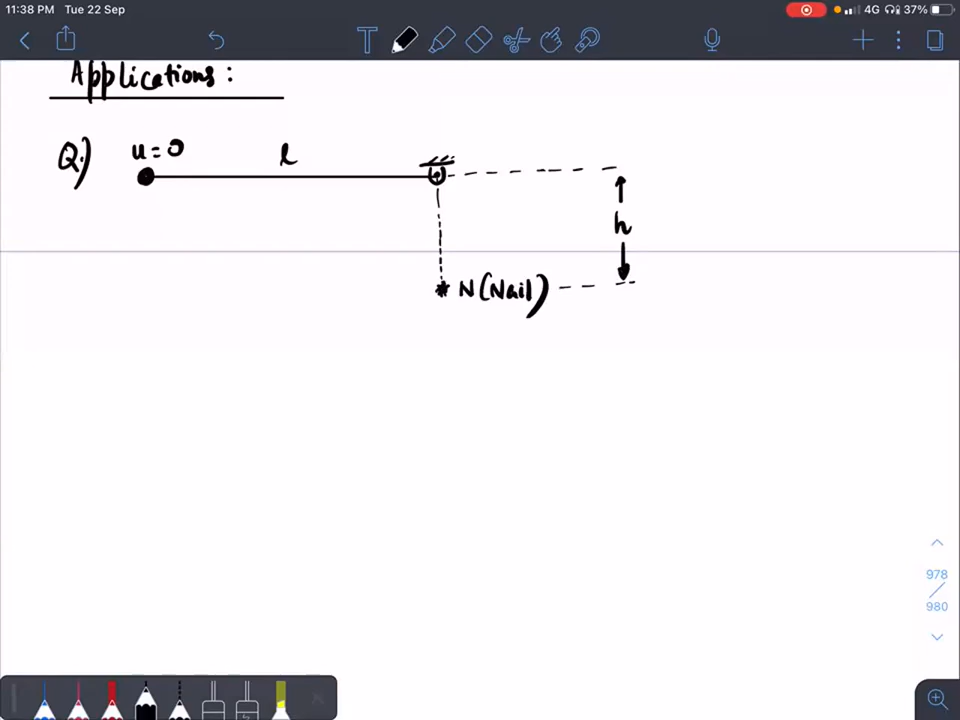 11:38 PM Tue 22 Sep
4G 37%
T
Applications:
Q.) u=0 l
h
N(Nail)
978
980